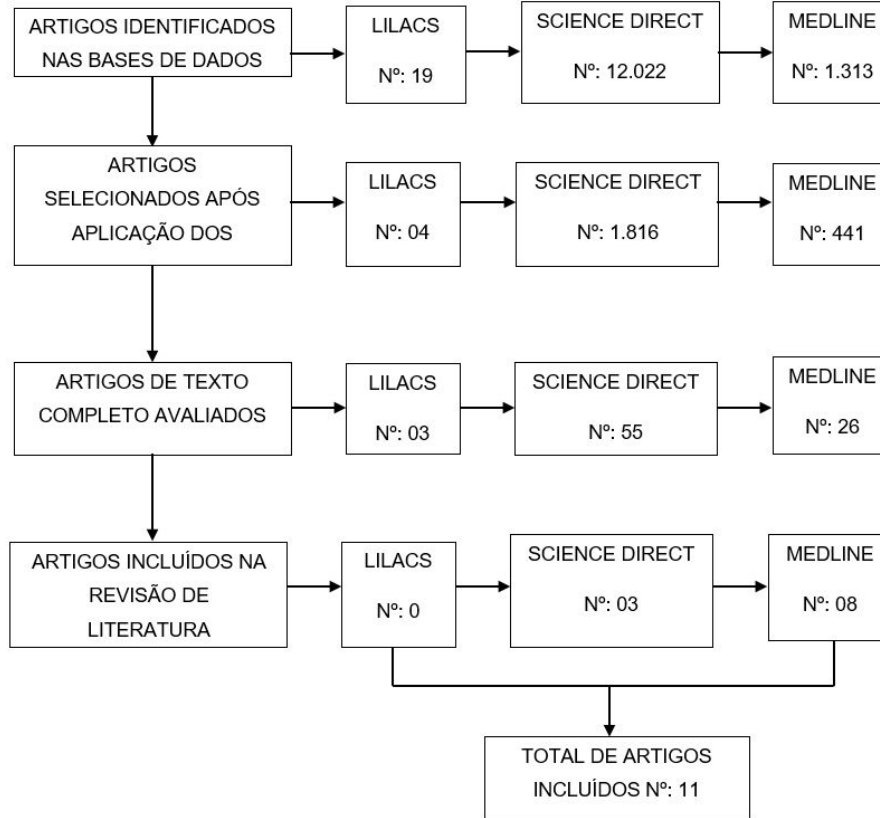 ARTIGOS IDENTIFICADOS
NAS BASES DE DADOS
LILACS
Nº: 19
SCIENCE DIRECT
Nº: 12.022
MEDLINE
Nº: 1.313
ARTIGOS
SELECIONADOS APÓS
APLICAÇÃO DOS
LILACS
Nº: 04
SCIENCE DIRECT
Nº: 1.816
MEDLINE
Nº: 441
ARTIGOS DE TEXTO
COMPLETO AVALIADOS
LILACS
Nº: 03
SCIENCE DIRECT
Nº: 55
MEDLINE
Nº: 26
ARTIGOS INCLUÍDOS NA
REVISÃO DE
LITERATURA
LILACS
Nº: 0
SCIENCE DIRECT
Nº: 03
MEDLINE
Nº: 08
TOTAL DE ARTIGOS
INCLUÍDOS Nº: 11